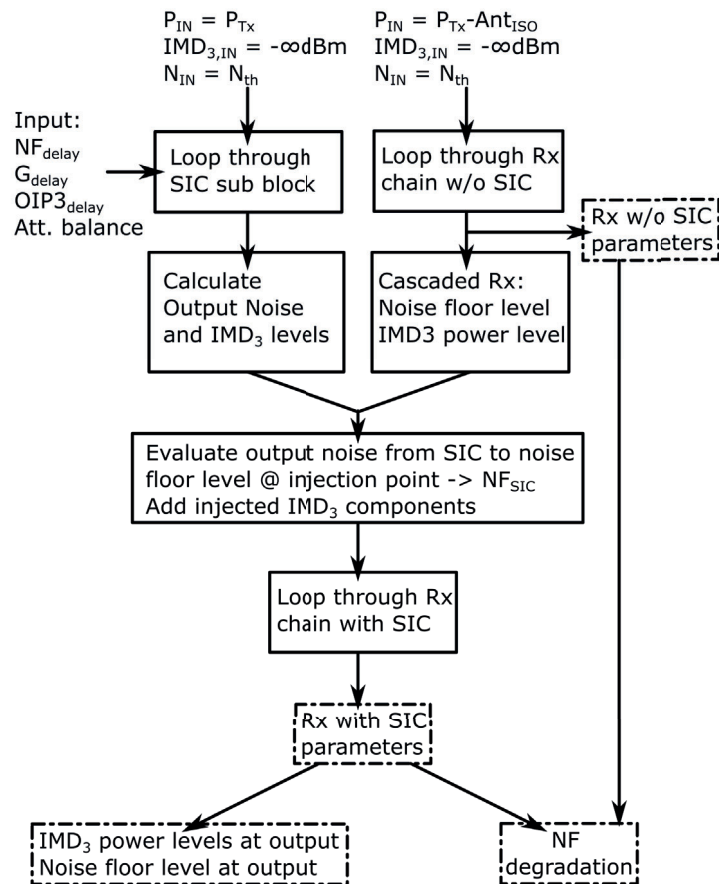 P_IN = P_Tx
IMD_3,IN = -∞dBm
N_IN = N_th
P_IN = P_Tx-Ant_ISO
IMD_3,IN = -∞dBm
N_IN = N_th
Input:
NF_delay
G_delay
OIP3_delay
Att. balance
Loop through
SIC sub block
Loop through Rx
chain w/o SIC
Rx w/o SIC
parameters
Calculate
Output Noise
and IMD_3 levels
Cascaded Rx:
Noise floor level
IMD3 power level
Evaluate output noise from SIC to noise
floor level @ injection point -> NF_SIC
Add injected IMD_3 components
Loop through Rx
chain with SIC
Rx with SIC
parameters
IMD_3 power levels at output
Noise floor level at output
NF
degradation